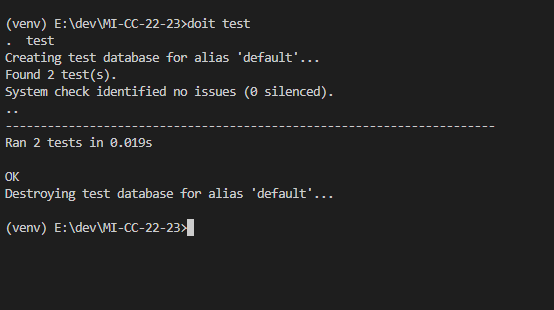 (venv) E:\dev\MI-CC-22-23>doit test
.  test
Creating test database for alias 'default'...
Found 2 test(s).
System check identified no issues (0 silenced).
..
----------------------------------------------------------------------
Ran 2 tests in 0.019s
OK
Destroying test database for alias 'default'...
(venv) E:\dev\MI-CC-22-23>